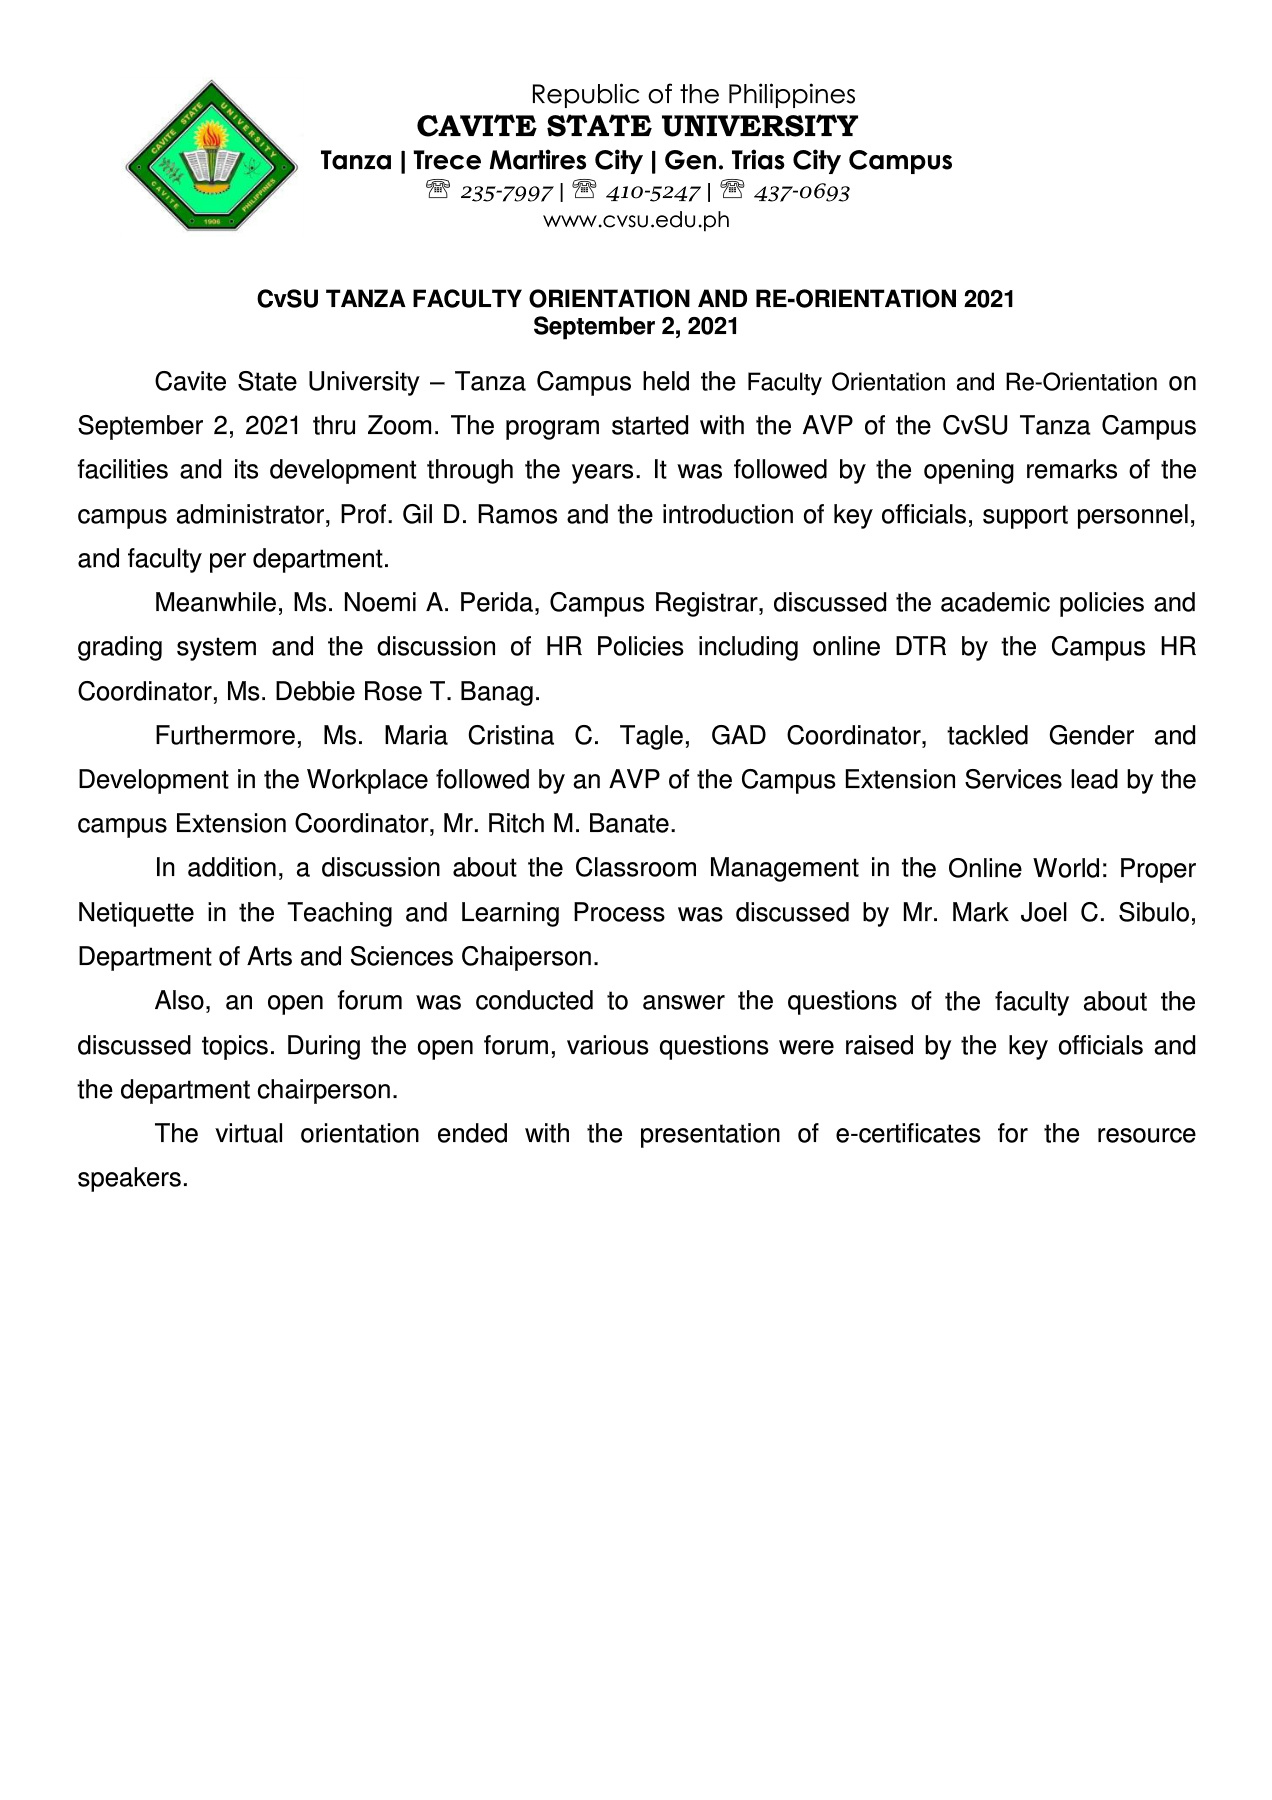 CAVITE STATE UNIVERSITY
CAVITE PHILIPPINES
1906
Republic of the Philippines
CAVITE STATE UNIVERSITY
Tanza | Trece Martires City | Gen. Trias City Campus
☏ 235-7997 | ☏ 410-5247 | ☏ 437-0693
www.cvsu.edu.ph
CvSU TANZA FACULTY ORIENTATION AND RE-ORIENTATION 2021
September 2, 2021
Cavite State University – Tanza Campus held the Faculty Orientation and Re-Orientation on
September 2, 2021 thru Zoom. The program started with the AVP of the CvSU Tanza Campus
facilities and its development through the years. It was followed by the opening remarks of the
campus administrator, Prof. Gil D. Ramos and the introduction of key officials, support personnel,
and faculty per department.
Meanwhile, Ms. Noemi A. Perida, Campus Registrar, discussed the academic policies and
grading system and the discussion of HR Policies including online DTR by the Campus HR
Coordinator, Ms. Debbie Rose T. Banag.
Furthermore, Ms. Maria Cristina C. Tagle, GAD Coordinator, tackled Gender and
Development in the Workplace followed by an AVP of the Campus Extension Services lead by the
campus Extension Coordinator, Mr. Ritch M. Banate.
In addition, a discussion about the Classroom Management in the Online World: Proper
Netiquette in the Teaching and Learning Process was discussed by Mr. Mark Joel C. Sibulo,
Department of Arts and Sciences Chaiperson.
Also, an open forum was conducted to answer the questions of the faculty about the
discussed topics. During the open forum, various questions were raised by the key officials and
the department chairperson.
The virtual orientation ended with the presentation of e-certificates for the resource
speakers.